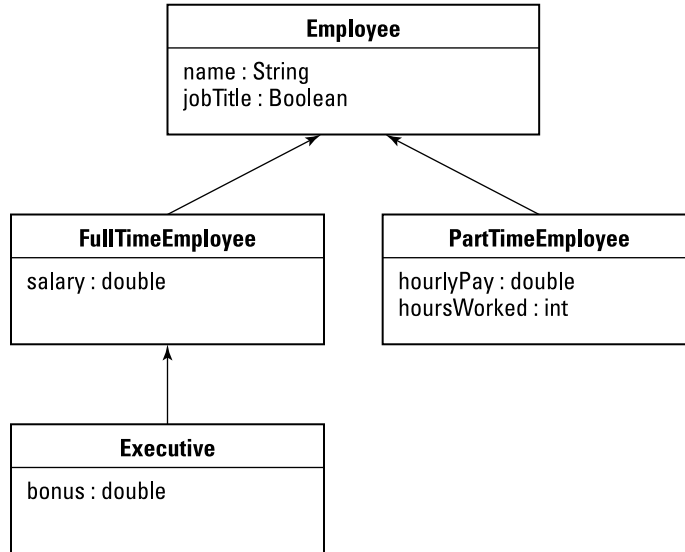 Employee
name : String
jobTitle : Boolean
FullTimeEmployee
salary : double
PartTimeEmployee
hourlyPay : double
hoursWorked : int
Executive
bonus : double